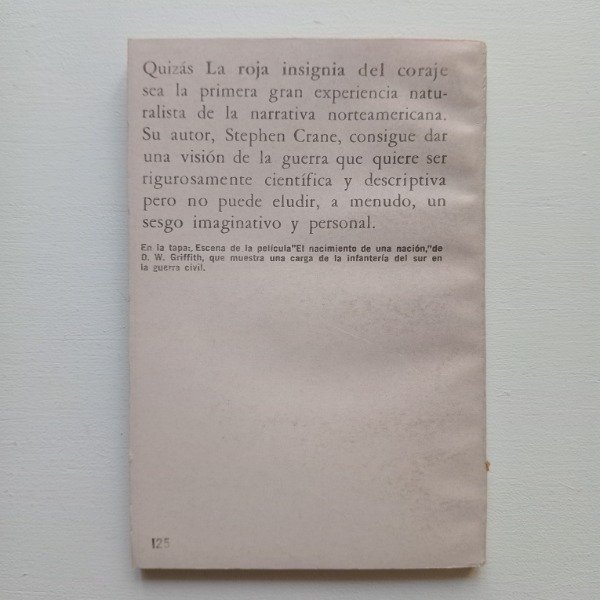 Quizás La roja insignia del coraje
sea la primera gran experiencia natu-
ralista de la narrativa norteamericana.
Su autor, Stephen Crane, consigue dar
una visión de la guerra que quiere ser
rigurosamente científica y descriptiva
pero no puede eludir, a menudo, un
sesgo imaginativo y personal.
En la tapa:. Escena de la película"El nacimiento de una nación,"de
D. W. Griffith, que muestra una carga de la infantería del sur en
la guerra civil.
125